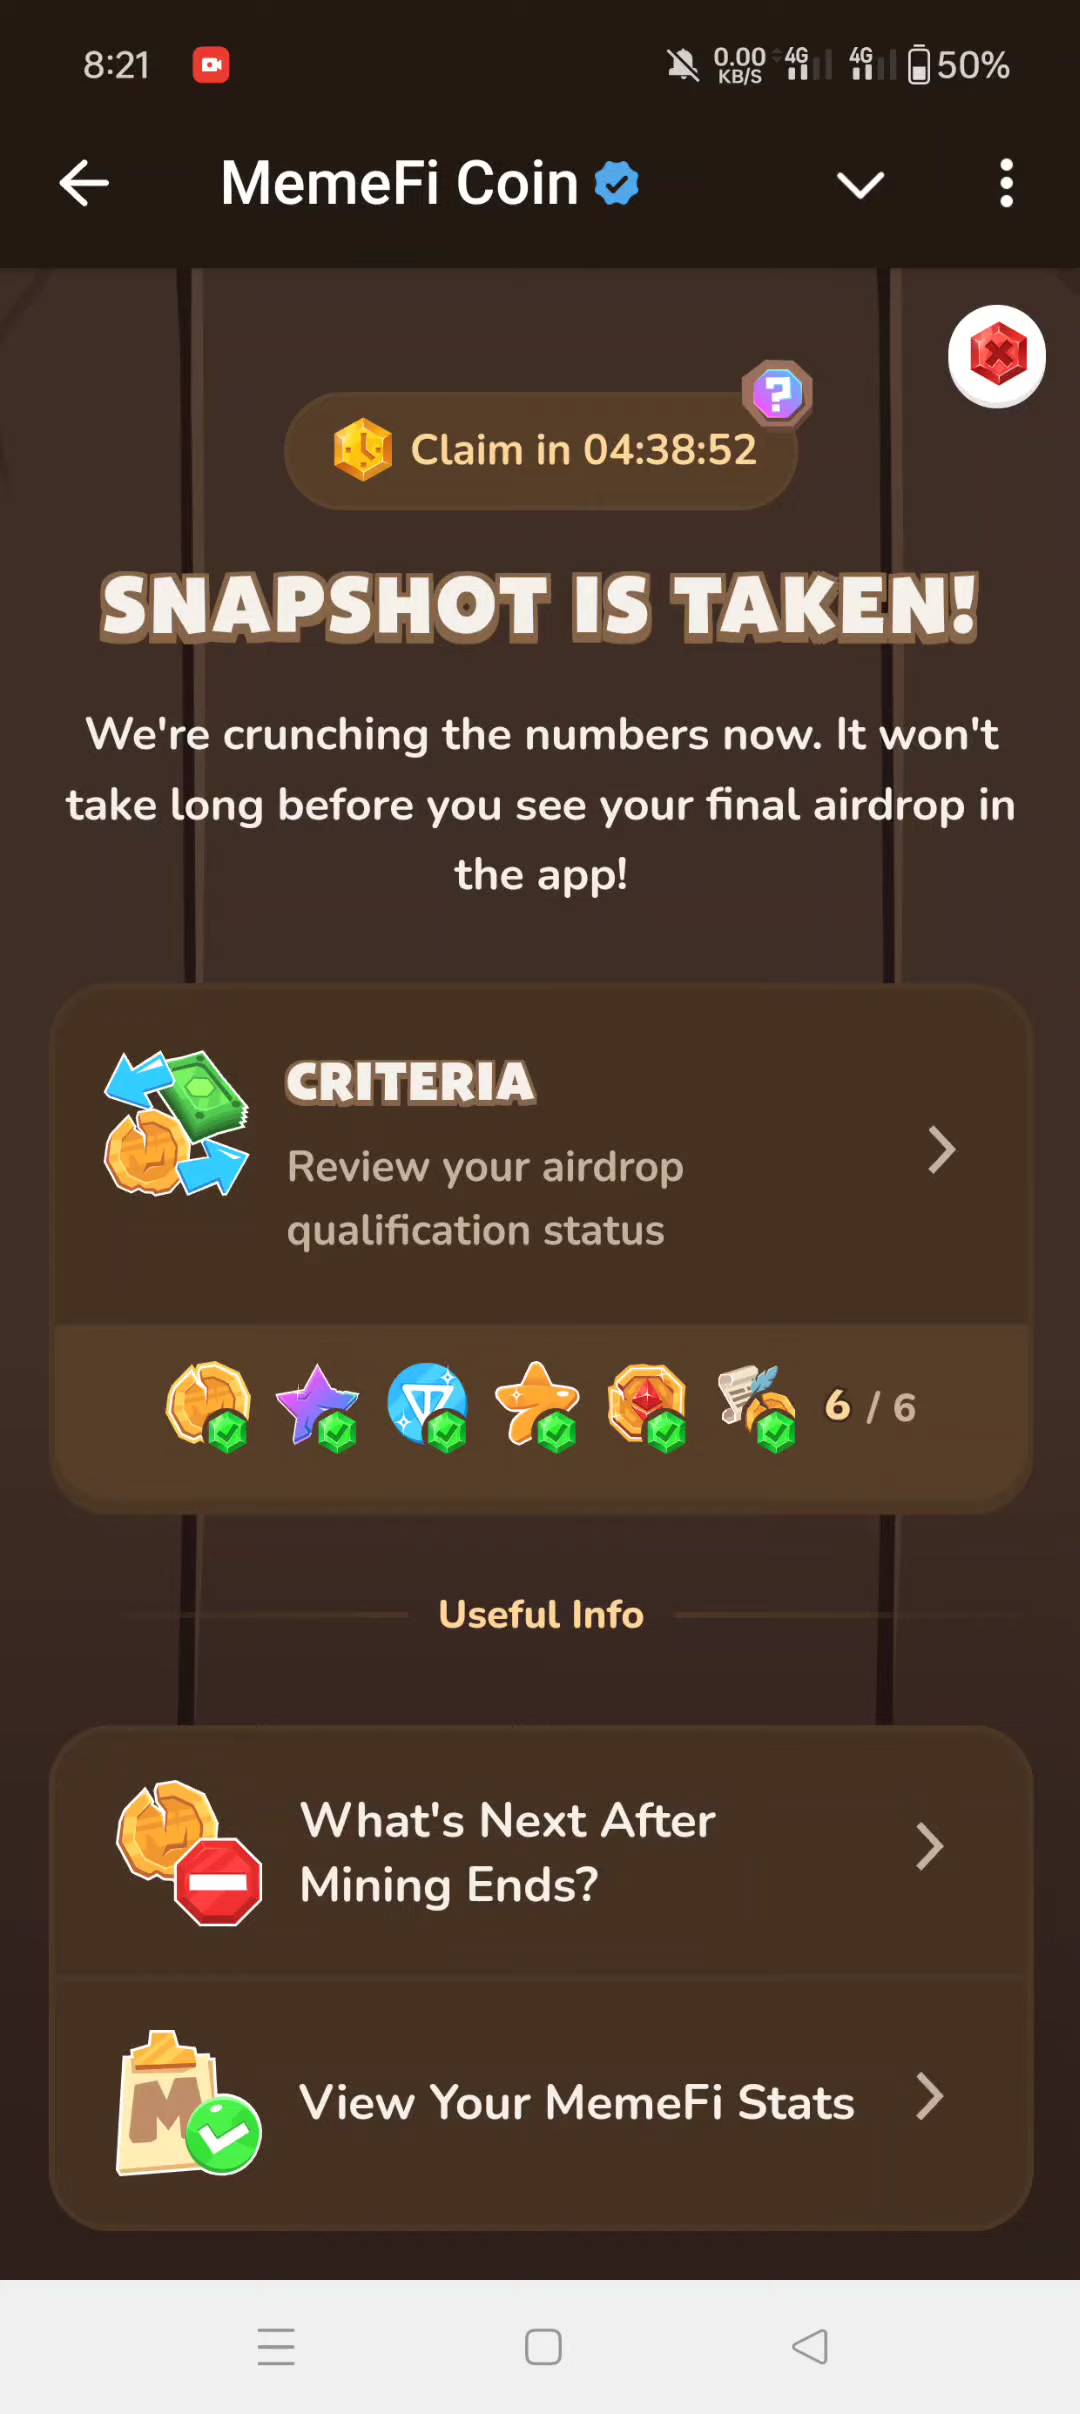 8:21
0.00 KB/S 4G 4G 50%
MemeFi Coin
?
Claim in 04:38:52
SNAPSHOT IS TAKEN!
We're crunching the numbers now. It won't
take long before you see your final airdrop in
the app!
CRITERIA
Review your airdrop
qualification status
6 / 6
Useful Info
What's Next After
Mining Ends?
M
View Your MemeFi Stats